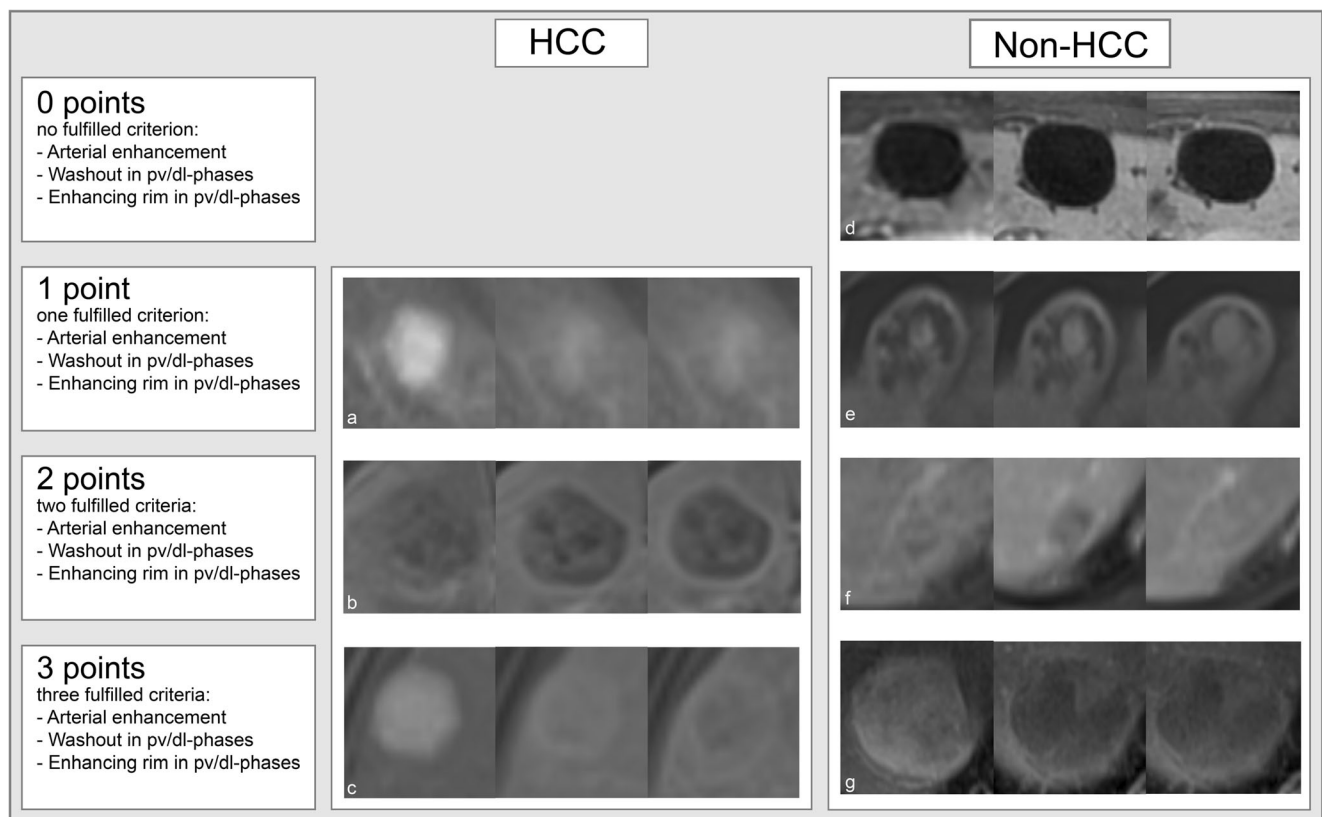 HCC
Non-HCC
0 points
no fulfilled criterion:
- Arterial enhancement
- Washout in pv/dl-phases
- Enhancing rim in pv/dl-phases
d
1 point
one fulfilled criterion:
- Arterial enhancement
- Washout in pv/dl-phases
- Enhancing rim in pv/dl-phases
a
e
2 points
two fulfilled criteria:
- Arterial enhancement
- Washout in pv/dl-phases
- Enhancing rim in pv/dl-phases
b
f
3 points
three fulfilled criteria:
- Arterial enhancement
- Washout in pv/dl-phases
- Enhancing rim in pv/dl-phases
c
g